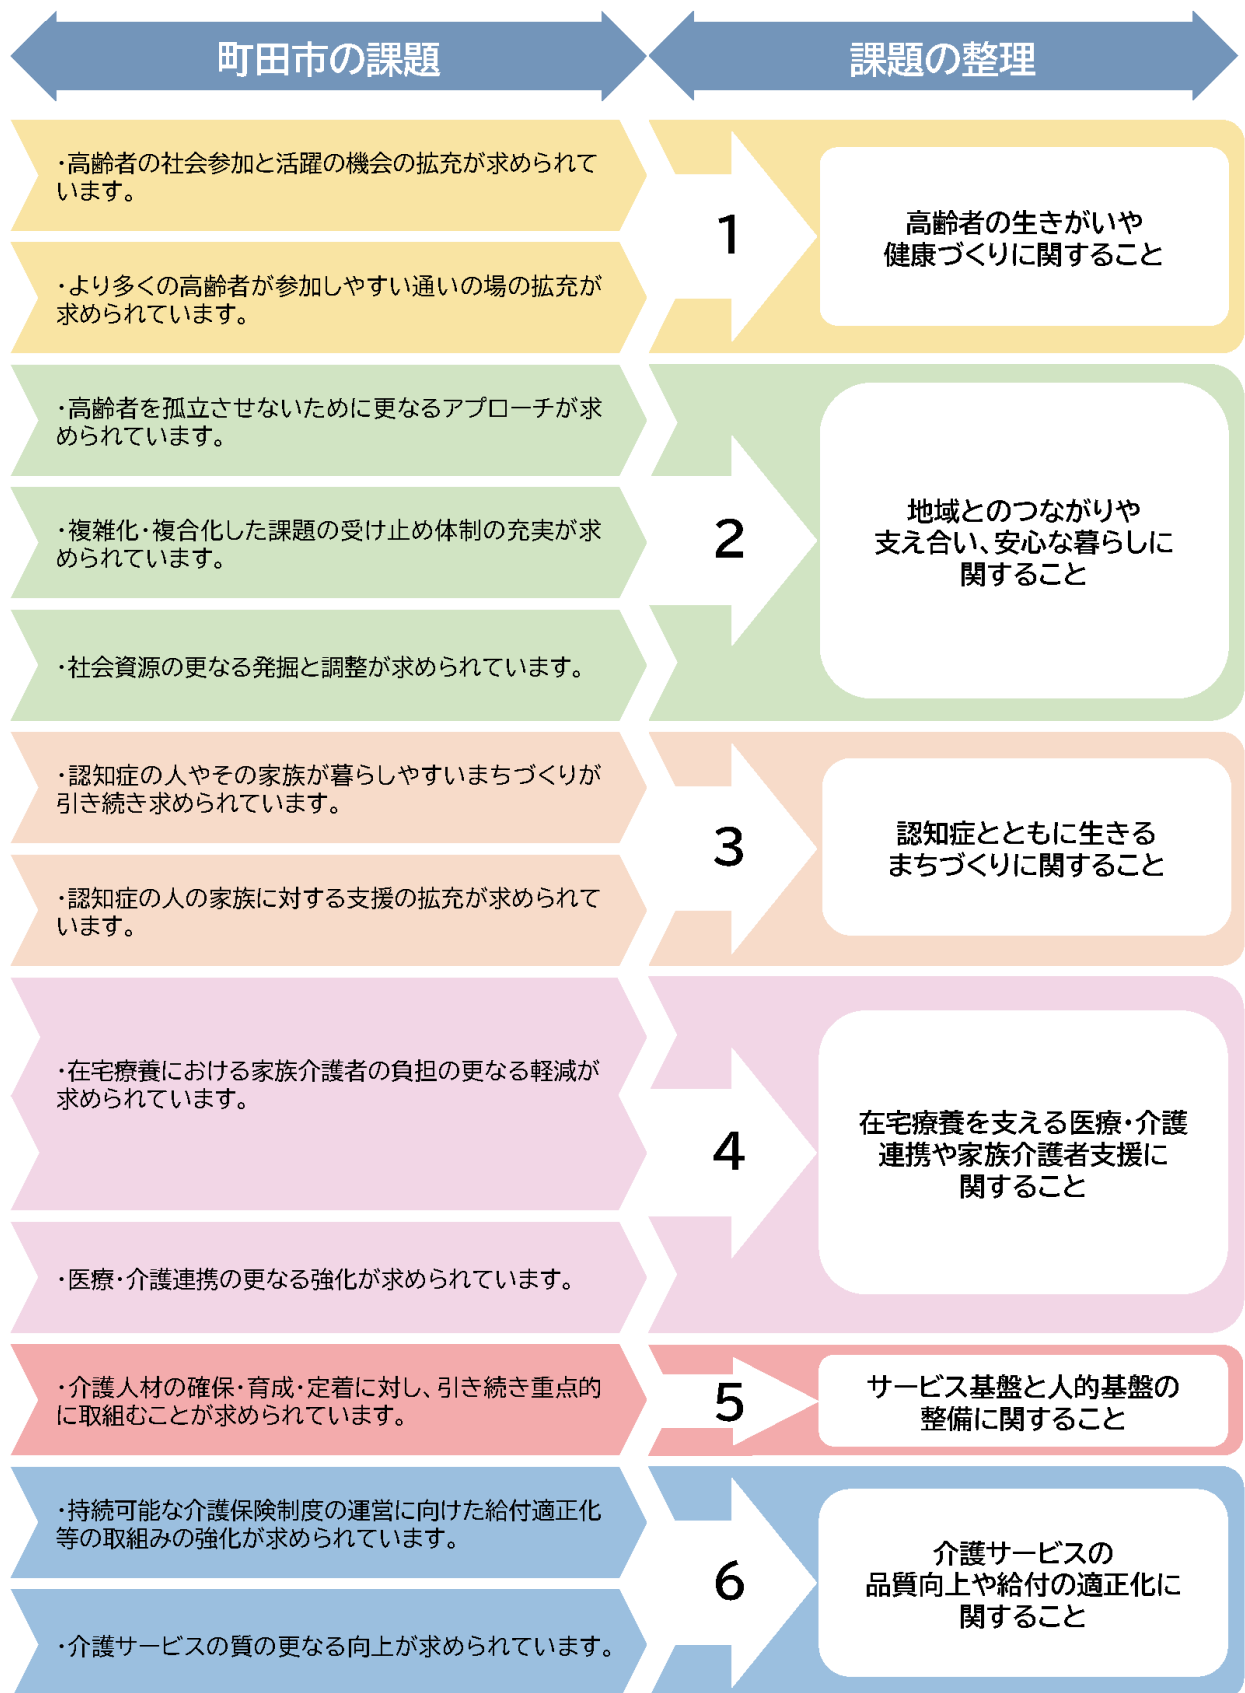 町田市の課題
課題の整理
・高齢者の社会参加と活躍の機会の拡充が求められて
います。
・より多くの高齢者が参加しやすい通いの場の拡充が
求められています。
1
高齢者の生きがいや
健康づくりに関すること
・高齢者を孤立させないために更なるアプローチが求
められています。
・複雑化・複合化した課題の受け止め体制の充実が求
められています。
・社会資源の更なる発掘と調整が求められています。
2
地域とのつながりや
支え合い、安心な暮らしに
関すること
・認知症の人やその家族が暮らしやすいまちづくりが
引き続き求められています。
・認知症の人の家族に対する支援の拡充が求められて
います。
3
認知症とともに生きる
まちづくりに関すること
・在宅療養における家族介護者の負担の更なる軽減が
求められています。
・医療・介護連携の更なる強化が求められています。
4
在宅療養を支える医療・介護
連携や家族介護者支援に
関すること
・介護人材の確保・育成・定着に対し、引き続き重点的
に取組むことが求められています。
5
サービス基盤と人的基盤の
整備に関すること
・持続可能な介護保険制度の運営に向けた給付適正化
等の取組みの強化が求められています。
・介護サービスの質の更なる向上が求められています。
6
介護サービスの
品質向上や給付の適正化に
関すること